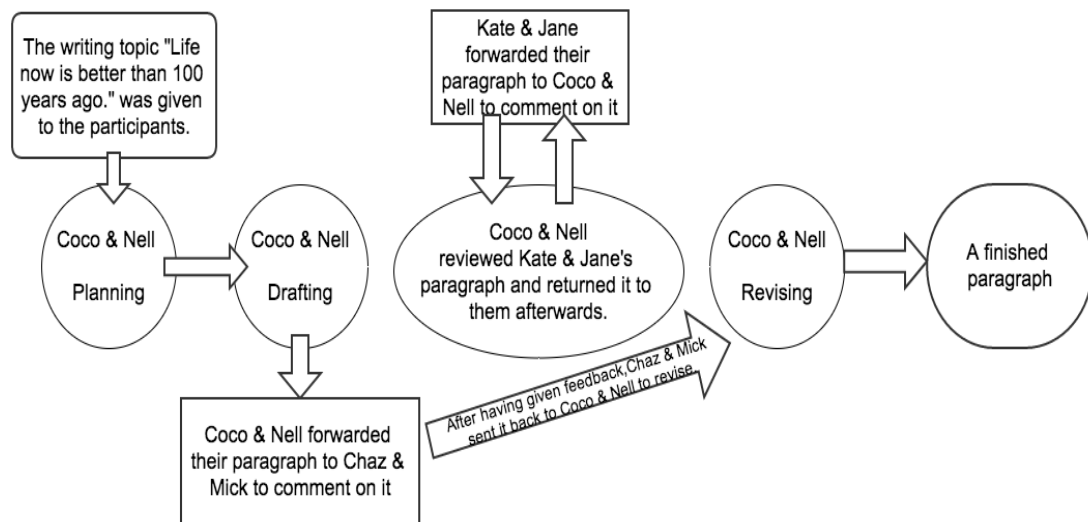 The writing topic "Life
now is better than 100
years ago." was given
to the participants.
Coco & Nell
Planning
Coco & Nell
Drafting
Coco & Nell forwarded
their paragraph to Chaz &
Mick to comment on it
Kate & Jane
forwarded their
paragraph to Coco &
Nell to comment on it
Coco & Nell
reviewed Kate & Jane's
paragraph and returned it to
them afterwards.
After having given feedback,Chaz & Mick
sent it back to Coco & Nell to revise.
Coco & Nell
Revising
A finished
paragraph